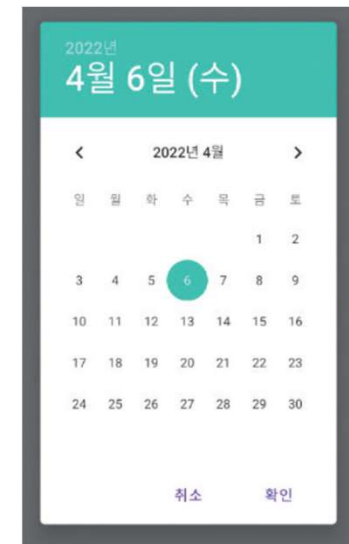 2022년
4월 6일 (수)
2022년 4월
일 월 화 수 목 금 토
1 2
3 4 5 6 7 8 9
10 11 12 13 14 15 16
17 18 19 20 21 22 23
24 25 26 27 28 29 30
취소 확인